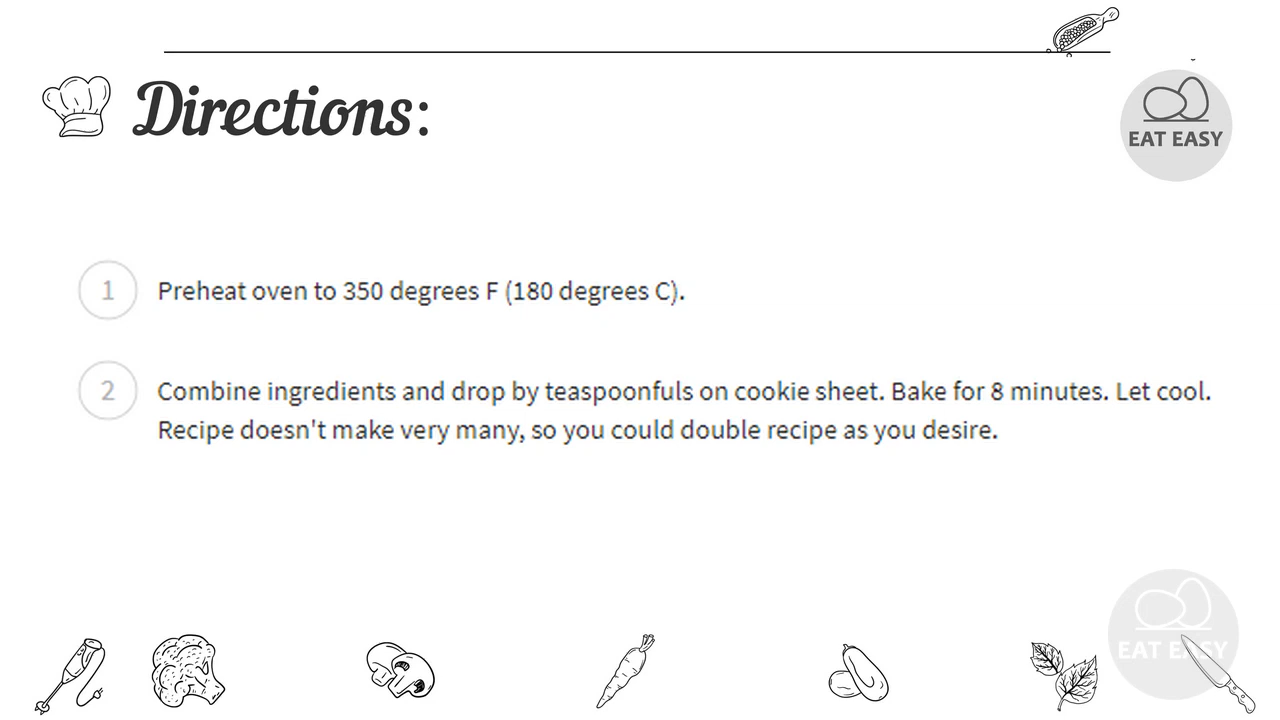 Directions:
EAT EASY
1
Preheat oven to 350 degrees F (180 degrees C).
2
Combine ingredients and drop by teaspoonfuls on cookie sheet. Bake for 8 minutes. Let cool.
Recipe doesn't make very many, so you could double recipe as you desire.
EAT EASY